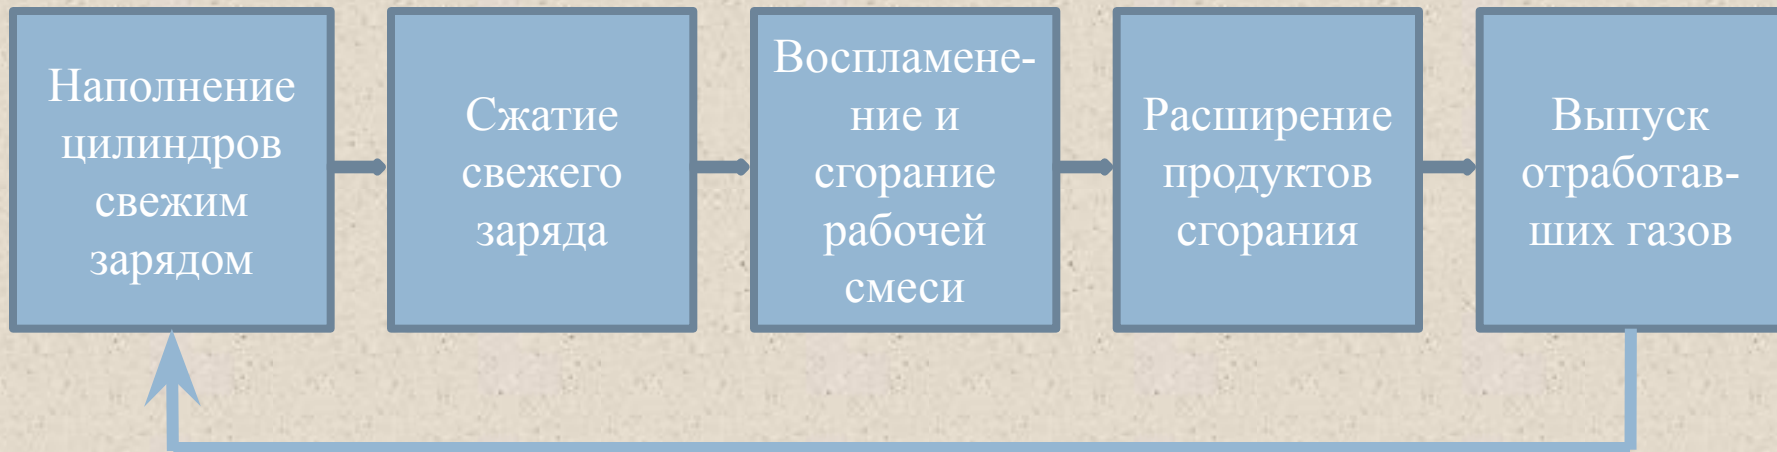 Наполнение
цилиндров
свежим
зарядом
Сжатие
свежего
заряда
Воспламене-
ние и
сгорание
рабочей
смеси
Расширение
продуктов
сгорания
Выпуск
отработав-
ших газов